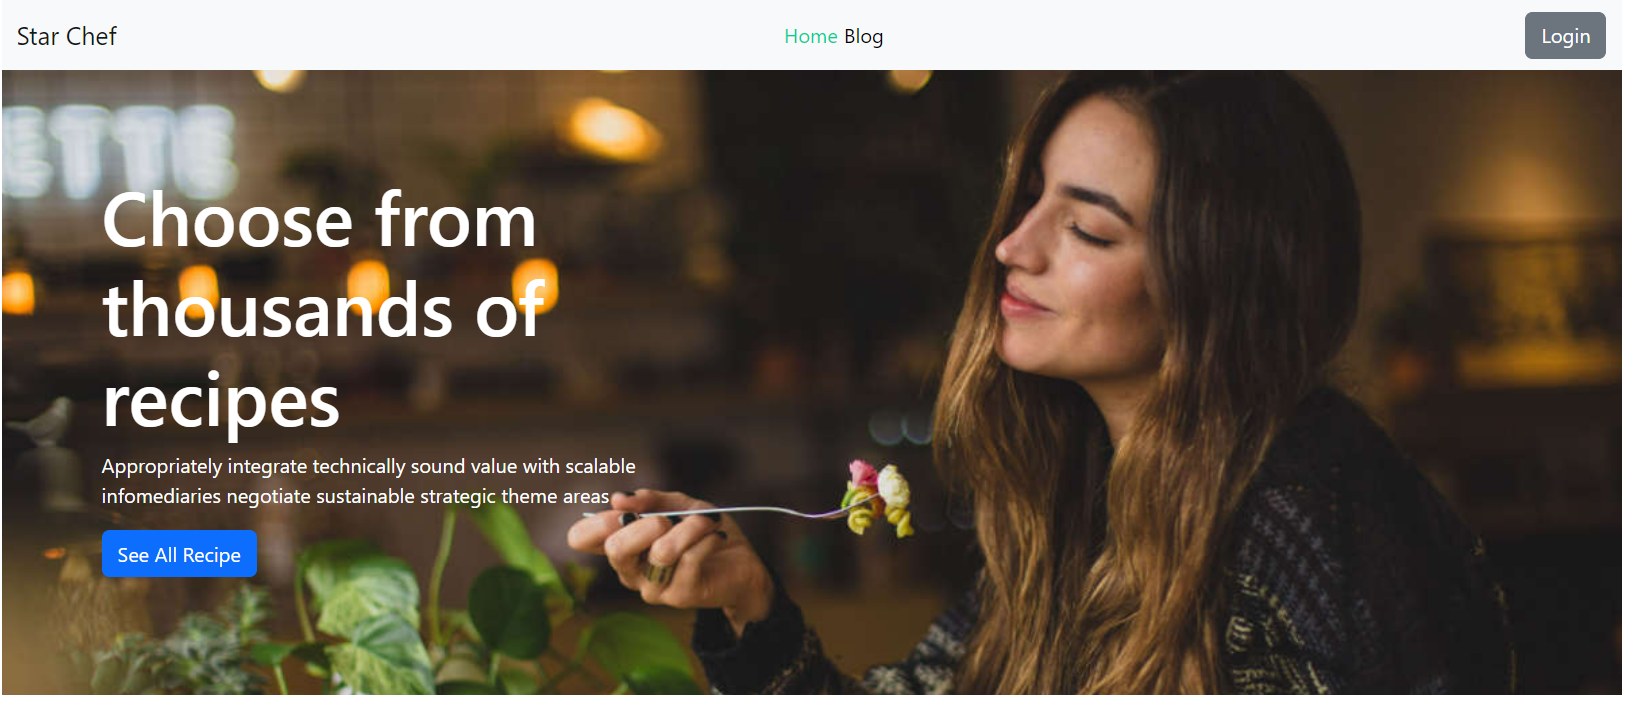 Star Chef
Home Blog
Login
ETTE
Choose from
thousands of
recipes
Appropriately integrate technically sound value with scalable
infomediaries negotiate sustainable strategic theme areas
See All Recipe